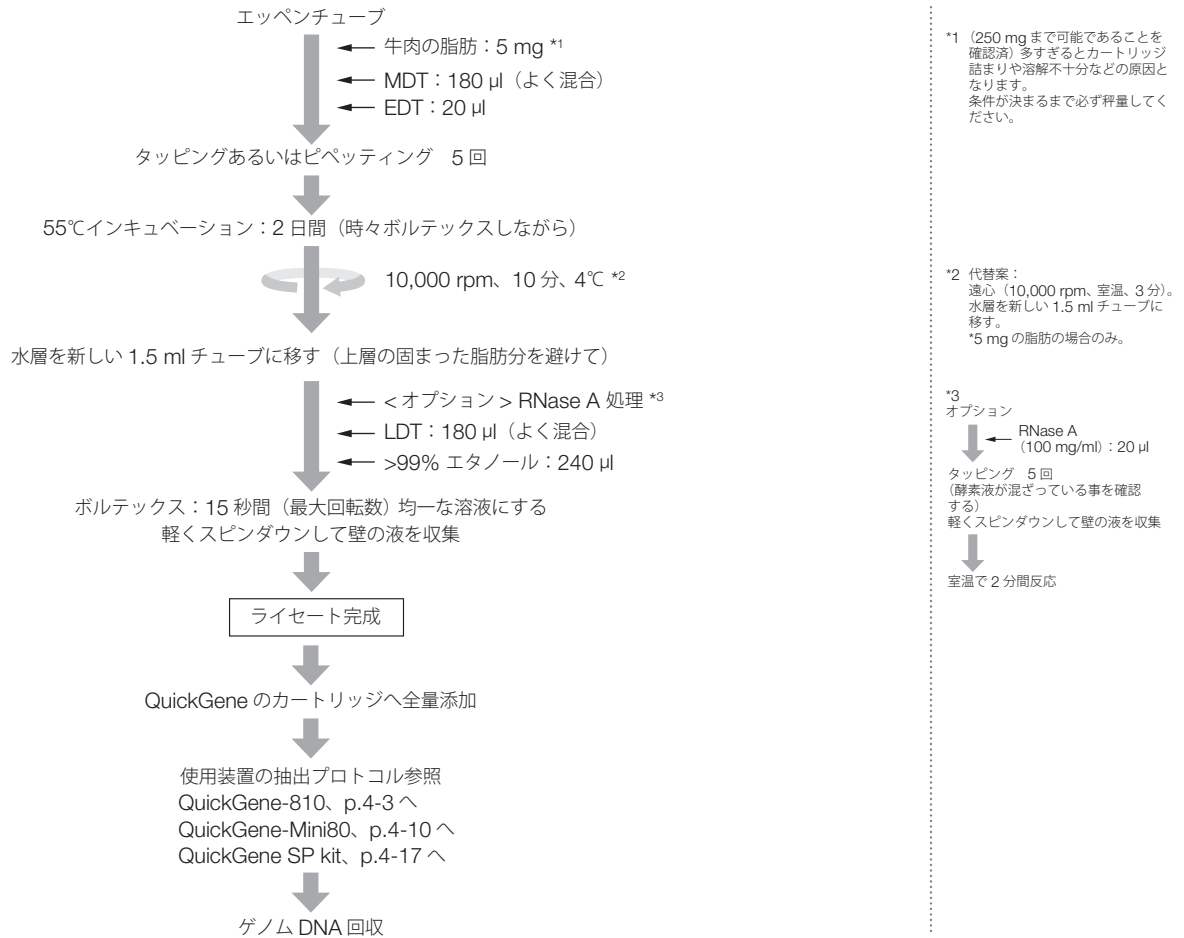 エッペンチューブ
牛肉の脂肪：5 mg *1
MDT：180 μl（よく混合）
EDT：20 μl
タッピングあるいはピペッティング　5 回
55℃インキュベーション：2 日間（時々ボルテックスしながら）
10,000 rpm、10 分、4℃ *2
水層を新しい 1.5 ml チューブに移す（上層の固まった脂肪分を避けて）
< オプション > RNase A 処理 *3
LDT：180 μl（よく混合）
>99% エタノール：240 μl
ボルテックス：15 秒間（最大回転数）均一な溶液にする
軽くスピンダウンして壁の液を収集
ライセート完成
QuickGene のカートリッジへ全量添加
使用装置の抽出プロトコル参照
QuickGene-810、p.4-3 へ
QuickGene-Mini80、p.4-10 へ
QuickGene SP kit、p.4-17 へ
ゲノム DNA 回収
*1 （250 mg まで可能であることを
確認済）多すぎるとカートリッジ
詰まりや溶解不十分などの原因と
なります。
条件が決まるまで必ず秤量してく
ださい。
*2 代替案：
遠心（10,000 rpm、室温、3 分）。
水層を新しい 1.5 ml チューブに
移す。
*5 mg の脂肪の場合のみ。
*3
オプション
RNase A
（100 mg/ml）：20 μl
タッピング　5 回
（酵素液が混ざっている事を確認
する）
軽くスピンダウンして壁の液を収集
室温で 2 分間反応